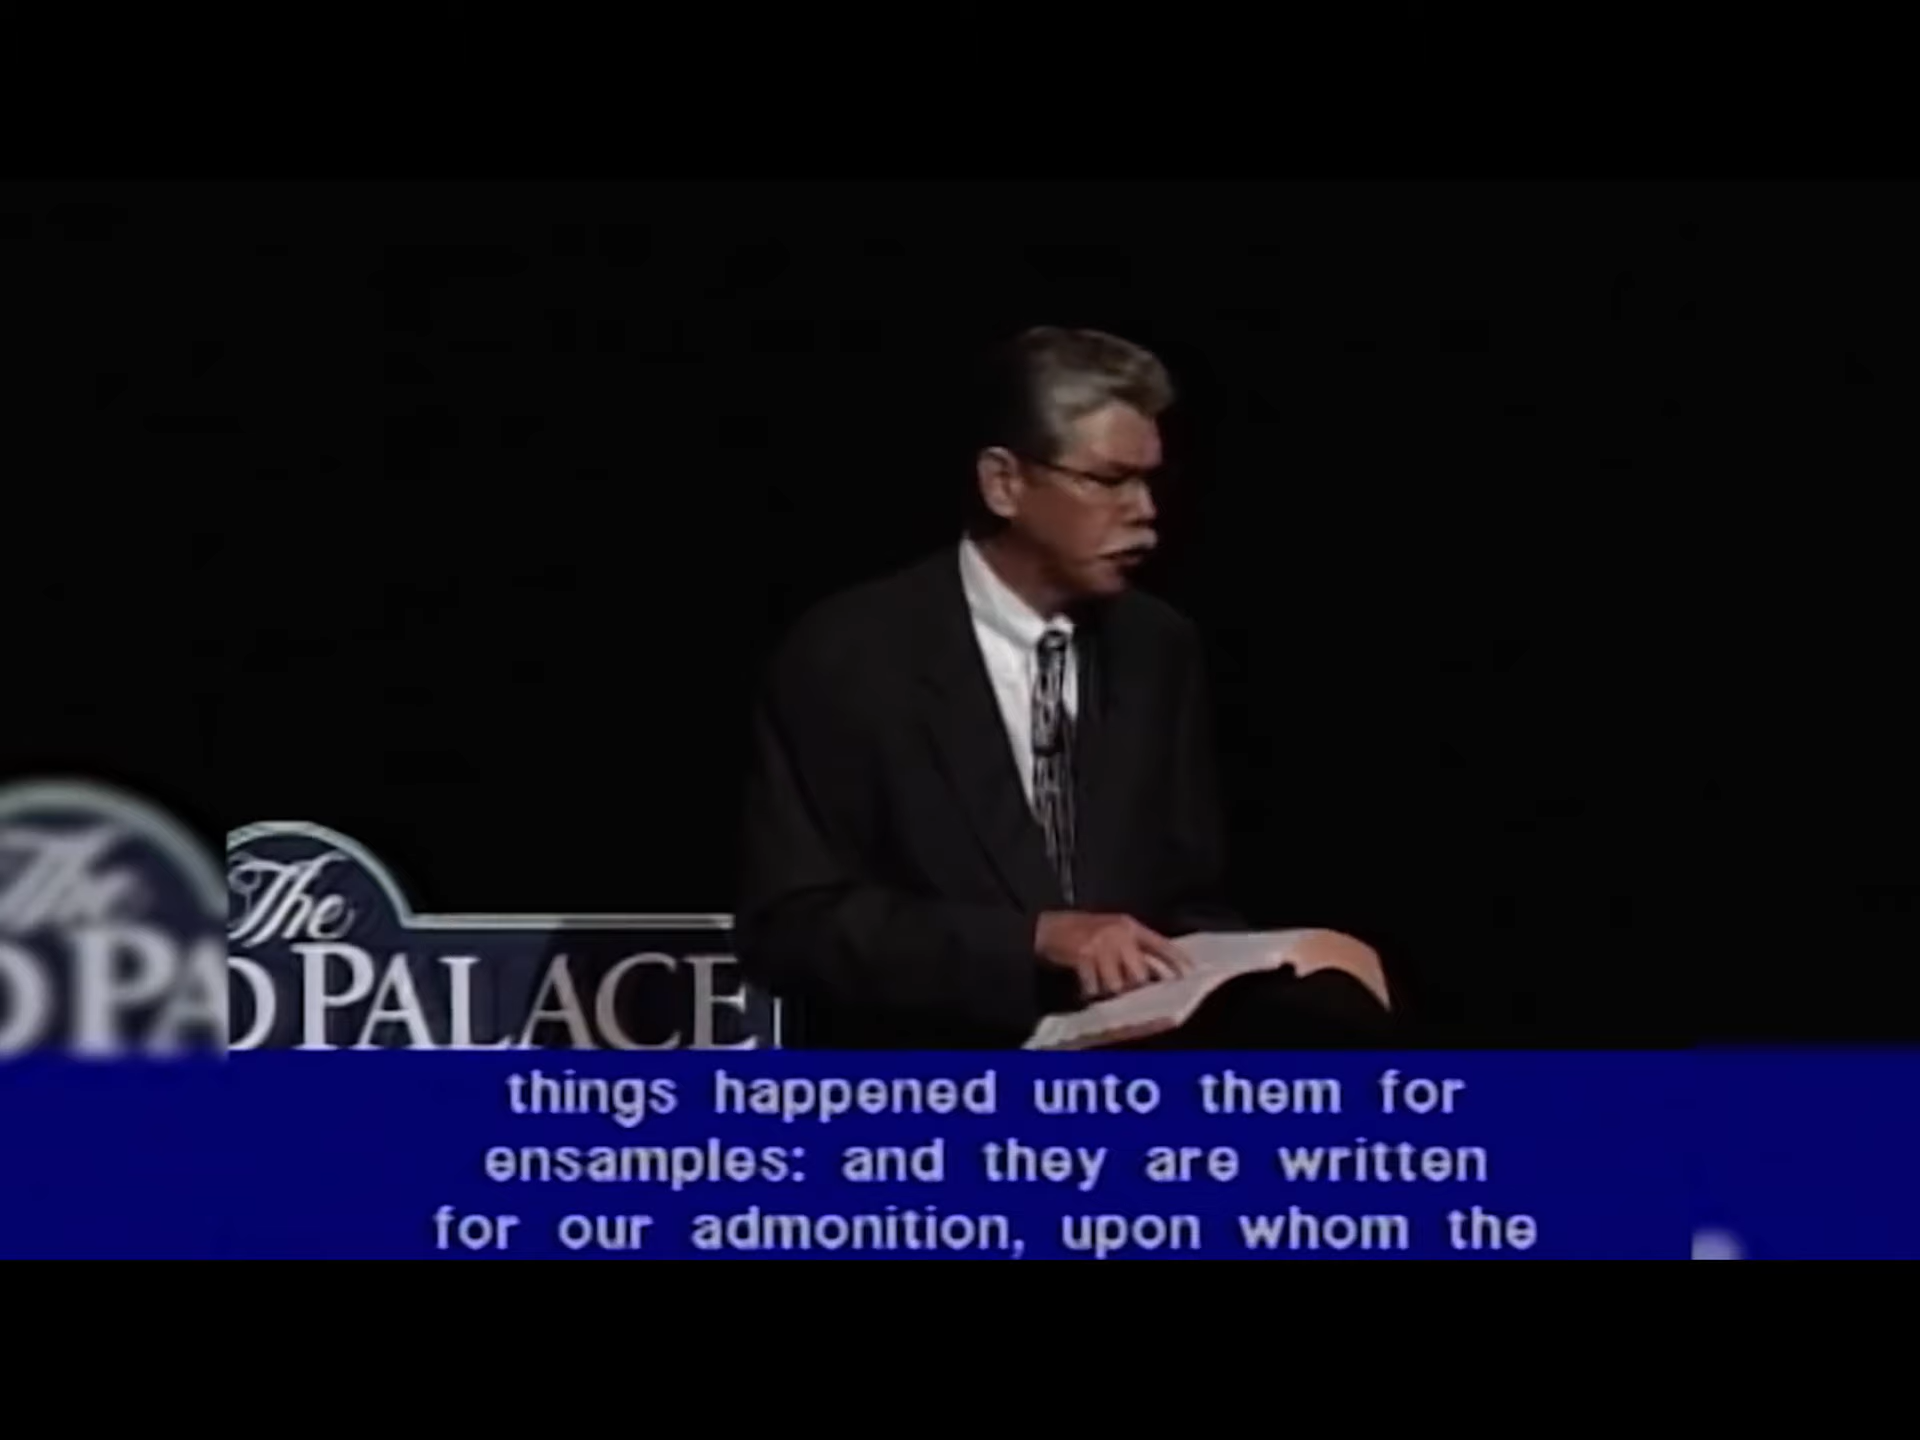 The
PALACE
things happened unto them for
ensamples: and they are written
for our admonition, upon whom the